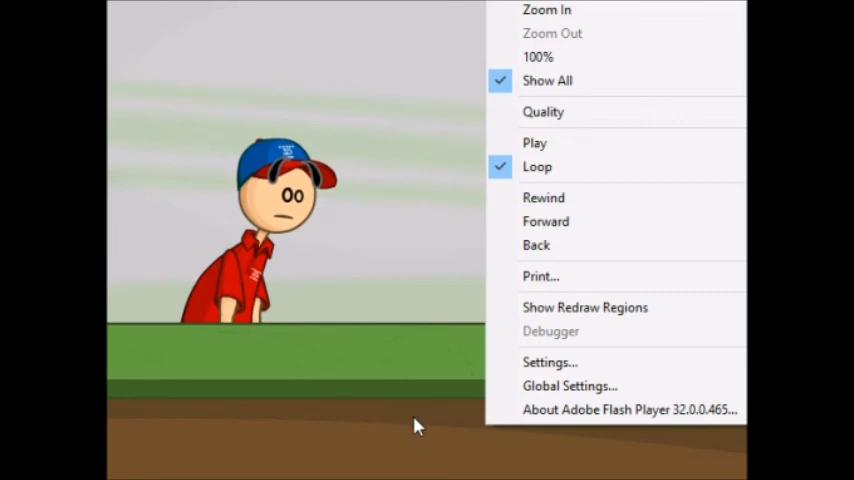 Zoom In
Zoom Out
100%
Show All
Quality
Play
Loop
Rewind
Forward
Back
Print...
Show Redraw Regions
Debugger
Settings...
Global Settings...
About Adobe Flash Player 32.0.0.465...